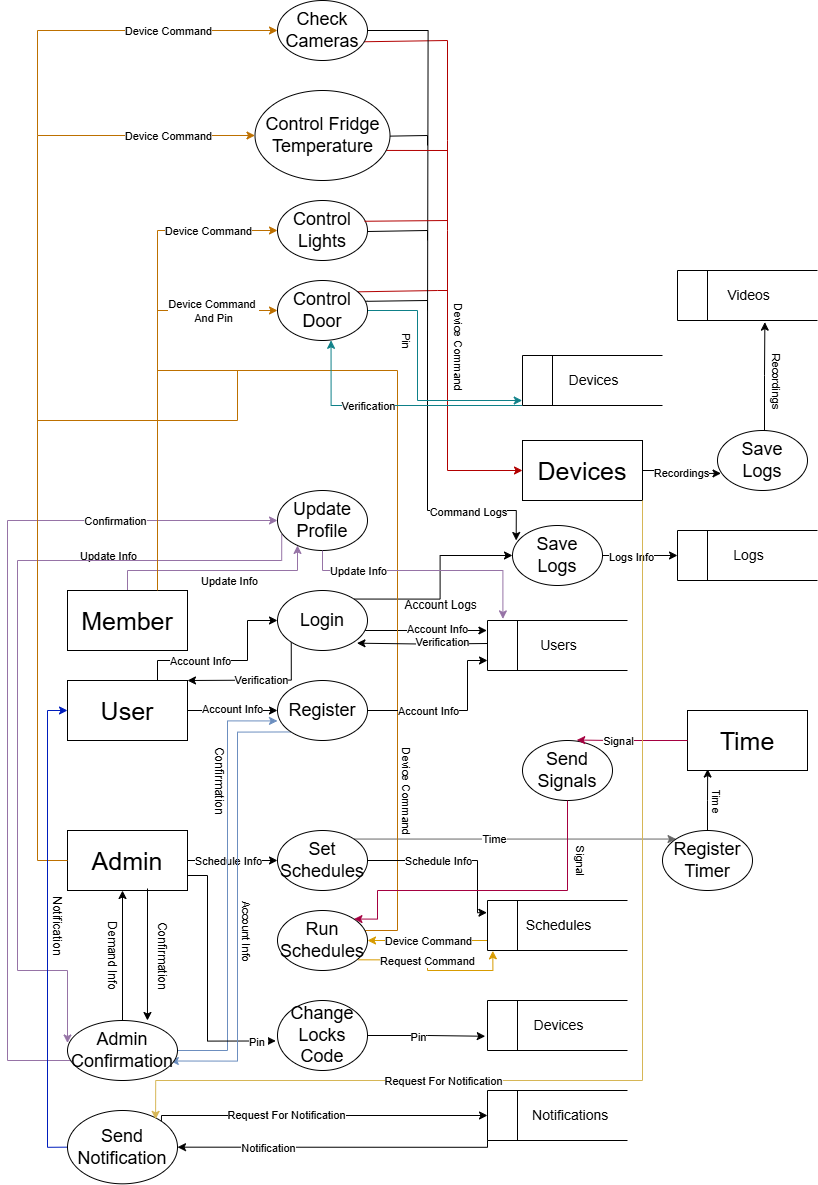 Check
Cameras
Device Command
Control Fridge
Temperature
Device Command
Control
Lights
Device Command
Control
Door
Device Command
And Pin
Pin
Device Command
Videos
Recordings
Devices
Verification
Devices
Recordings
Save
Logs
Update
Profile
Confirmation
Command Logs
Update Info
Update Info
Update Info
Save
Logs
Logs Info
Logs
Member
Login
Account Logs
Account Info
Verification
Users
Account Info
Verification
User
Account Info
Register
Account Info
Confirmation
Device Command
Signal
Time
Send
Signals
Time
Admin
Schedule Info
Set
Schedules
Time
Schedule Info
Signal
Register
Timer
Notification
Demand Info
Confirmation
Account Info
Run
Schedules
Device Command
Request Command
Schedules
Admin
Confirmation
Pin
Change
Locks
Code
Pin
Devices
Request For Notification
Send
Notification
Request For Notification
Notification
Notifications